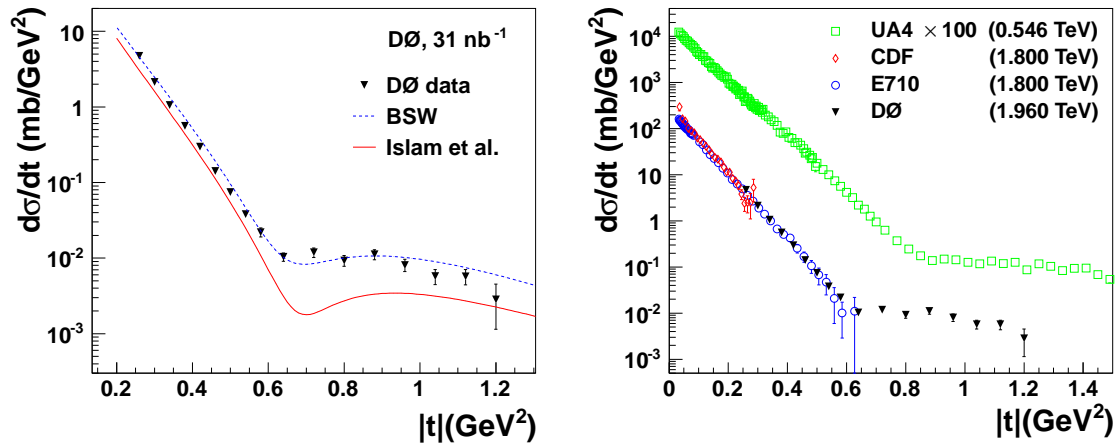 dσ/dt (mb/GeV²)
10
1
10⁻¹
10⁻²
10⁻³
DØ, 31 nb⁻¹
DØ data
BSW
Islam et al.
0.2 0.4 0.6 0.8 1 1.2
|t|(GeV²)
dσ/dt (mb/GeV²)
10⁴
10³
10²
10
1
10⁻¹
10⁻²
10⁻³
UA4 ×100 (0.546 TeV)
CDF (1.800 TeV)
E710 (1.800 TeV)
DØ (1.960 TeV)
0 0.2 0.4 0.6 0.8 1 1.2 1.4
|t|(GeV²)